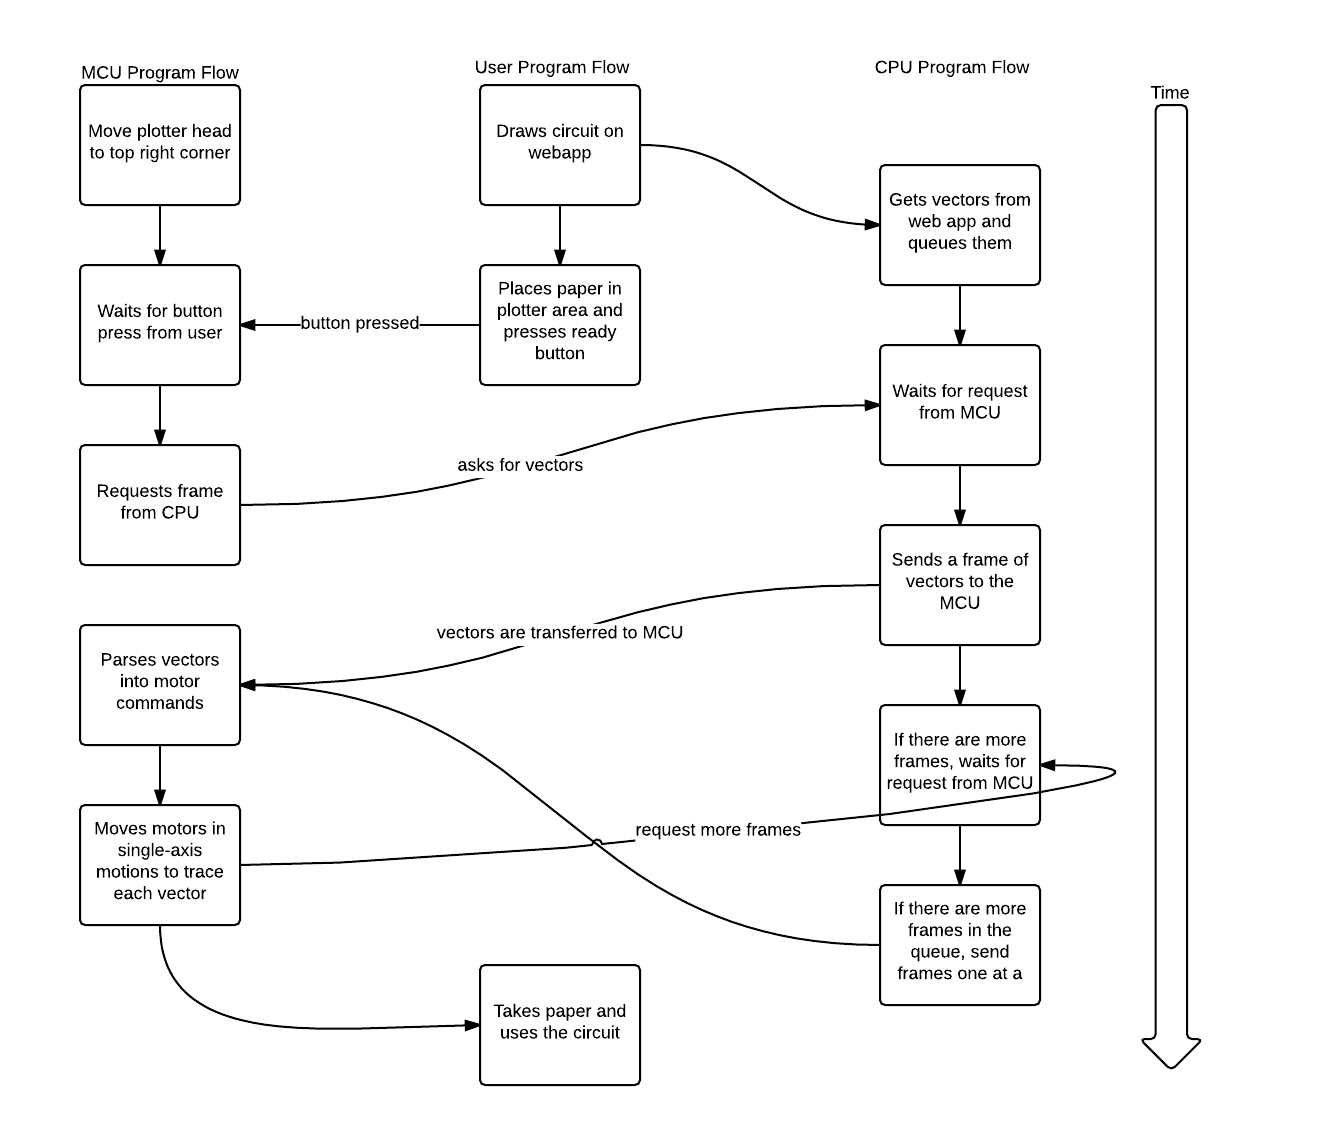 MCU Program Flow
User Program Flow
CPU Program Flow
Time
Move plotter head
to top right corner
Draws circuit on
webapp
Gets vectors from
web app and
queues them
Waits for button
press from user
button pressed
Places paper in
plotter area and
presses ready
button
Waits for request
from MCU
asks for vectors
Requests frame
from CPU
Sends a frame of
vectors to the
MCU
vectors are transferred to MCU
Parses vectors
into motor
commands
If there are more
frames, waits for
request from MCU
Moves motors in
single-axis
motions to trace
each vector
request more frames
If there are more
frames in the
queue, send
frames one at a
Takes paper and
uses the circuit